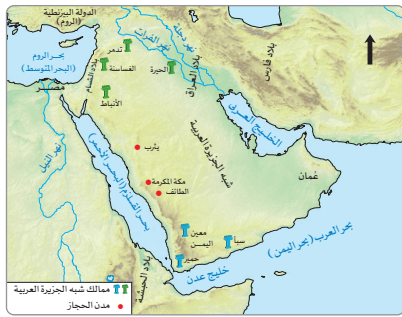 الدولة البيزنطية
(الروم)
بحر الروم
(البحر المتوسط)
مصر
بلاد الشام
تدمر
الغساسنة
الأنباط
نهر الفرات
نهر دجلة
الحيرة
بلاد العراق
بلاد فارس
نهر النيل
بحر القلزم (البحر الأحمر)
يثرب
مكة المكرمة
الطائف
شبه الجزيرة العربية
الخليج العربي
عُمان
معين
اليمن
سبأ
حمير
بحر العرب (بحر اليمن)
خليج عدن
بلاد الحبشة
ممالك شبه الجزيرة العربية
مدن الحجاز